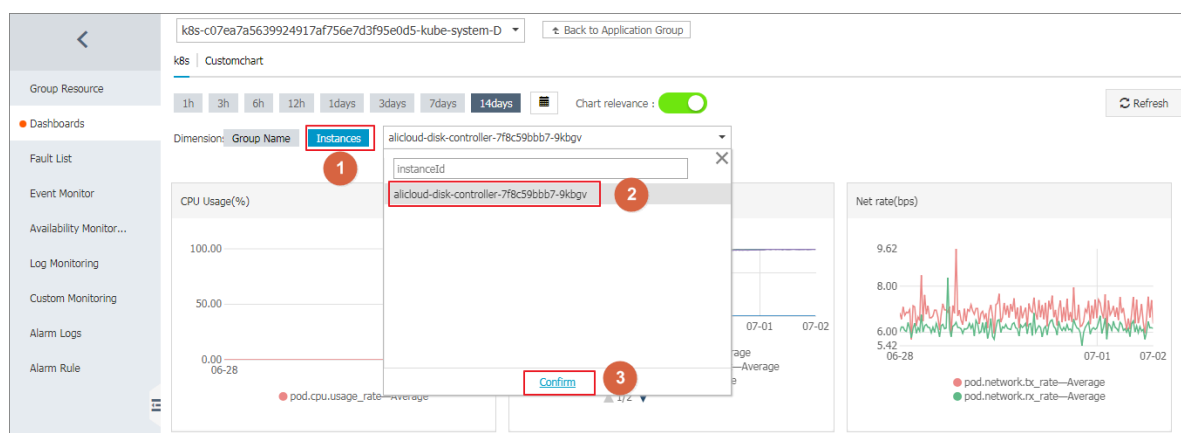 k8s-c07ea7a5639924917af756e7d3f95e0d5-kube-system-D
Back to Application Group
k8s Customchart
Group Resource
Dashboards
Fault List
Event Monitor
Availability Monitor...
Log Monitoring
Custom Monitoring
Alarm Logs
Alarm Rule
1h 3h 6h 12h 1days 3days 7days 14days Chart relevance : Refresh
Dimension: Group Name Instances alicloud-disk-controller-7f8c59bbb7-9kbgv
1
instanceId
alicloud-disk-controller-7f8c59bbb7-9kbgv 2
Confirm 3
CPU Usage(%)
100.00
50.00
0.00
06-28
pod.cpu.usage_rate—Average
07-01 07-02
—Average
1/2
Net rate(bps)
9.62
8.00
6.00
5.42
06-28 07-01 07-02
pod.network.tx_rate—Average
pod.network.rx_rate—Average